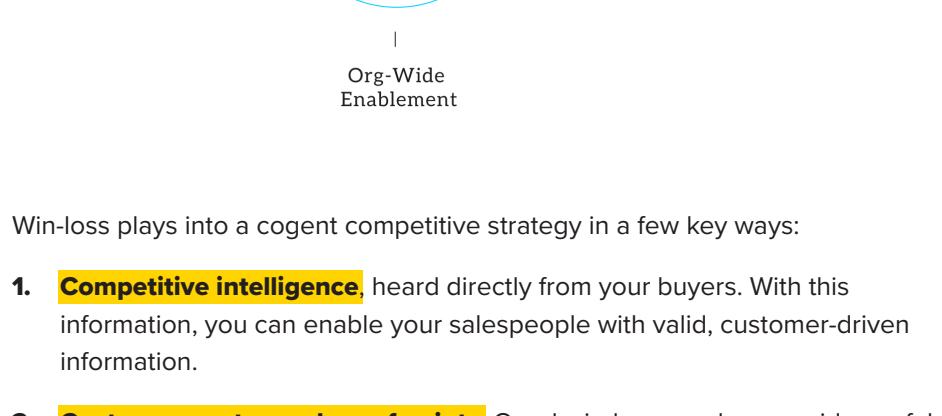 Org-Wide
Enablement
Win-loss plays into a cogent competitive strategy in a few key ways:
1. Competitive intelligence, heard directly from your buyers. With this
information, you can enable your salespeople with valid, customer-driven
information.